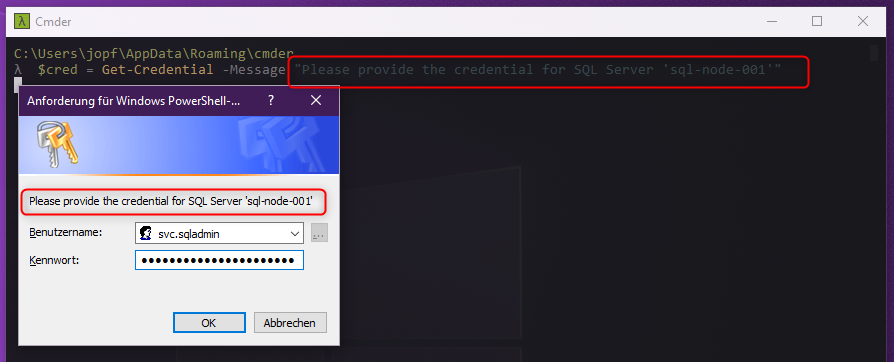 Cmder
C:\Users\jopf\AppData\Roaming\cmder
λ $cred = Get-Credential -Message "Please provide the credential for SQL Server 'sql-node-001'"
Anforderung für Windows PowerShell-...
Please provide the credential for SQL Server 'sql-node-001'
Benutzername: svc.sqladmin ...
Kennwort: ●●●●●●●●●●●●●●●●●●●●●●
OK Abbrechen